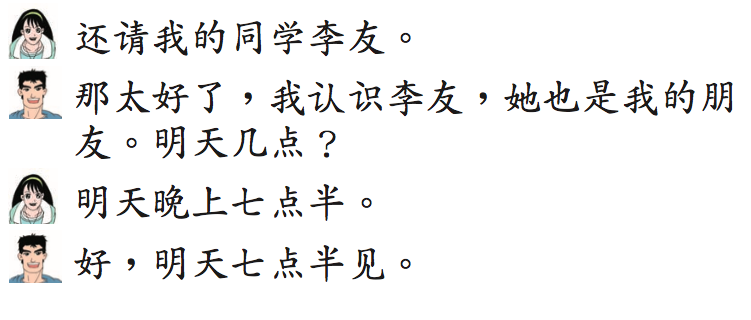 还请我的同学李友。
那太好了，我认识李友，她也是我的朋
友。明天几点？
明天晚上七点半。
好，明天七点半见。